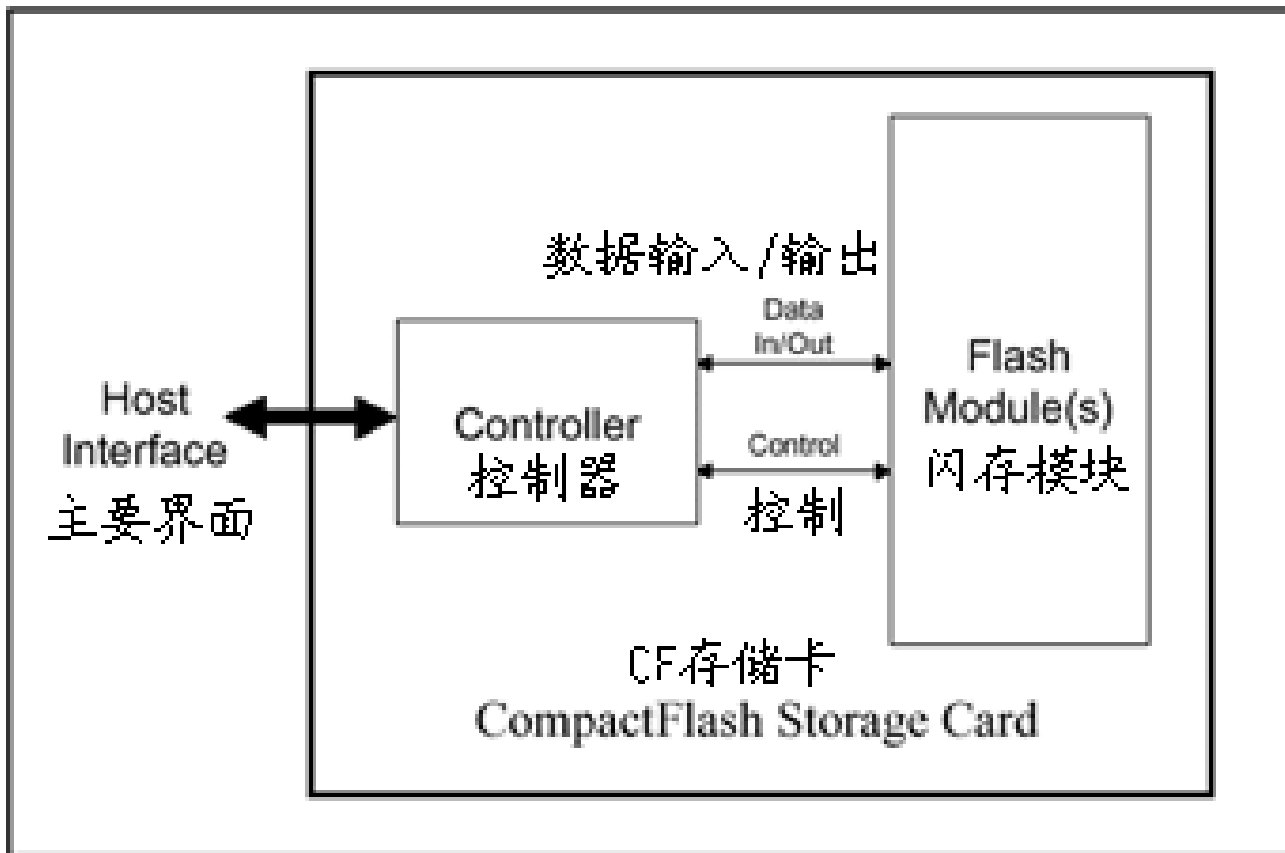 数据输入/输出
Data
In/Out
Host
Interface
主要界面
Controller
控制器
Control
控制
Flash
Module(s)
闪存模块
CF存储卡
CompactFlash Storage Card